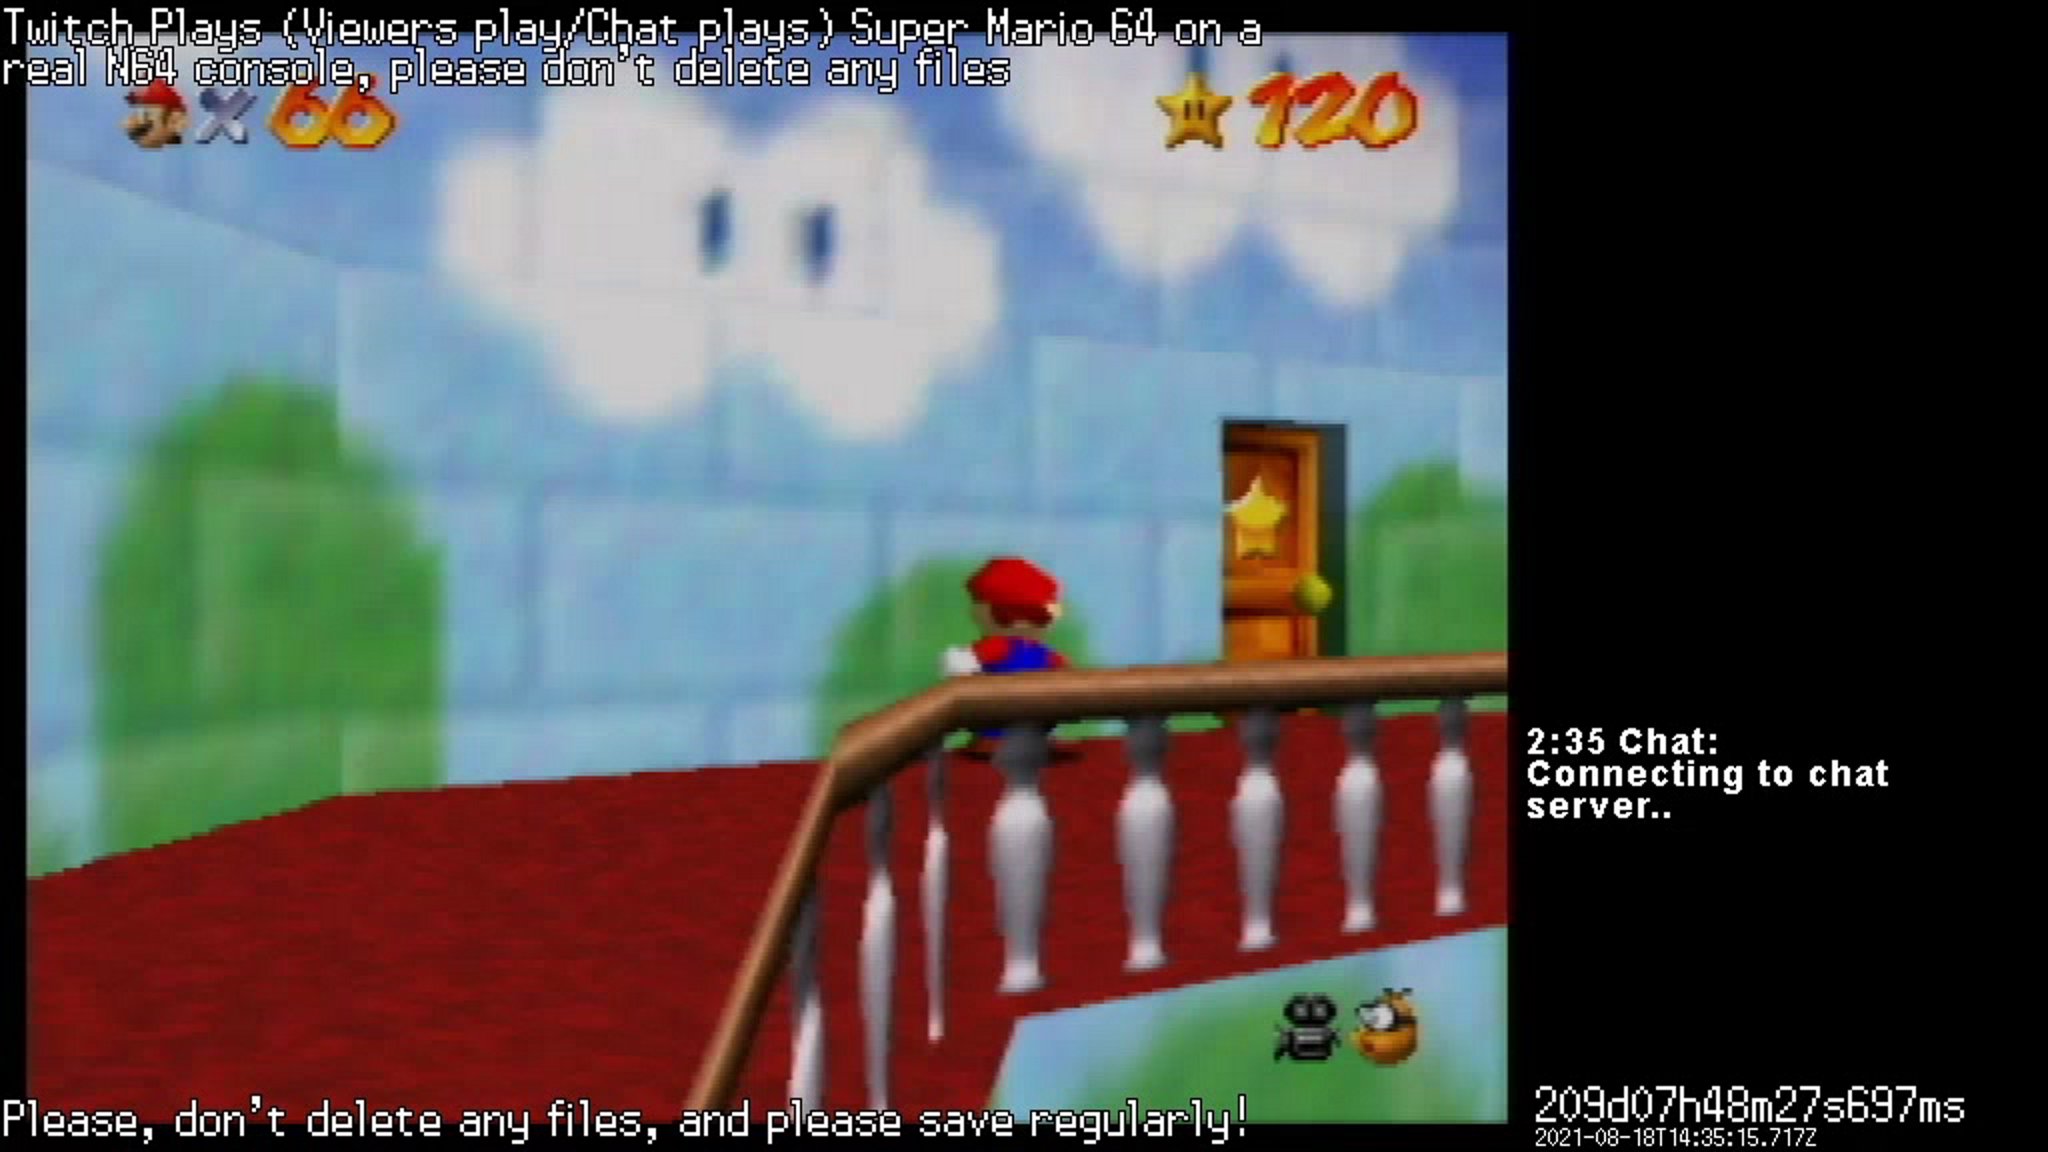 Twitch Plays (Viewers play/Chat plays) Super Mario 64 on a
real N64 console, please don't delete any files
66
120
2:35 Chat:
Connecting to chat
server..
Please, don't delete any files, and please save regularly!
209d07h48m27s697ms
2021-08-18T14:35:15.717Z